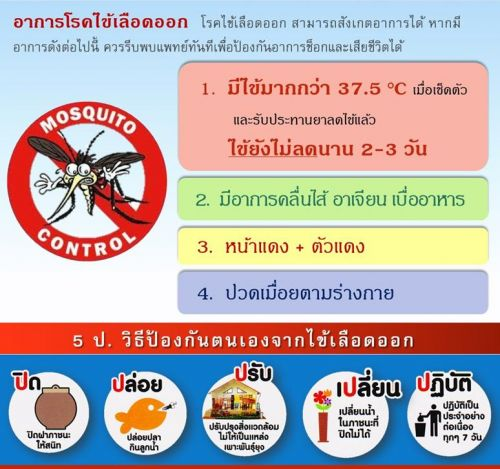 อาการโรคไข้เลือดออก โรคไข้เลือดออก สามารถสังเกตอาการได้ หากมี
อาการดังต่อไปนี้ ควรรีบพบแพทย์ทันทีเพื่อป้องกันอาการช็อกและเสียชีวิตได้
MOSQUITO
CONTROL
1. มีไข้มากกว่า 37.5 °C เมื่อเช็ดตัว
และรับประทานยาลดไข้แล้ว
ไข้ยังไม่ลดนาน 2-3 วัน
2. มีอาการคลื่นไส้ อาเจียน เบื่ออาหาร
3. หน้าแดง + ตัวแดง
4. ปวดเมื่อยตามร่างกาย
5 ป. วิธีป้องกันตนเองจากไข้เลือดออก
ปิด
ปิดฝาภาชนะ
ให้สนิท
ปล่อย
ปล่อยปลา
กินลูกน้ำ
ปรับ
ปรับปรุงสิ่งแวดล้อม
ไม่ให้เป็นแหล่ง
เพาะพันธุ์ยุง
เปลี่ยน
เปลี่ยนน้ำ
ในภาชนะที่
ปิดไม่ได้
ปฏิบัติ
ปฏิบัติเป็น
ประจำอย่าง
ต่อเนื่อง
ทุกๆ 7 วัน